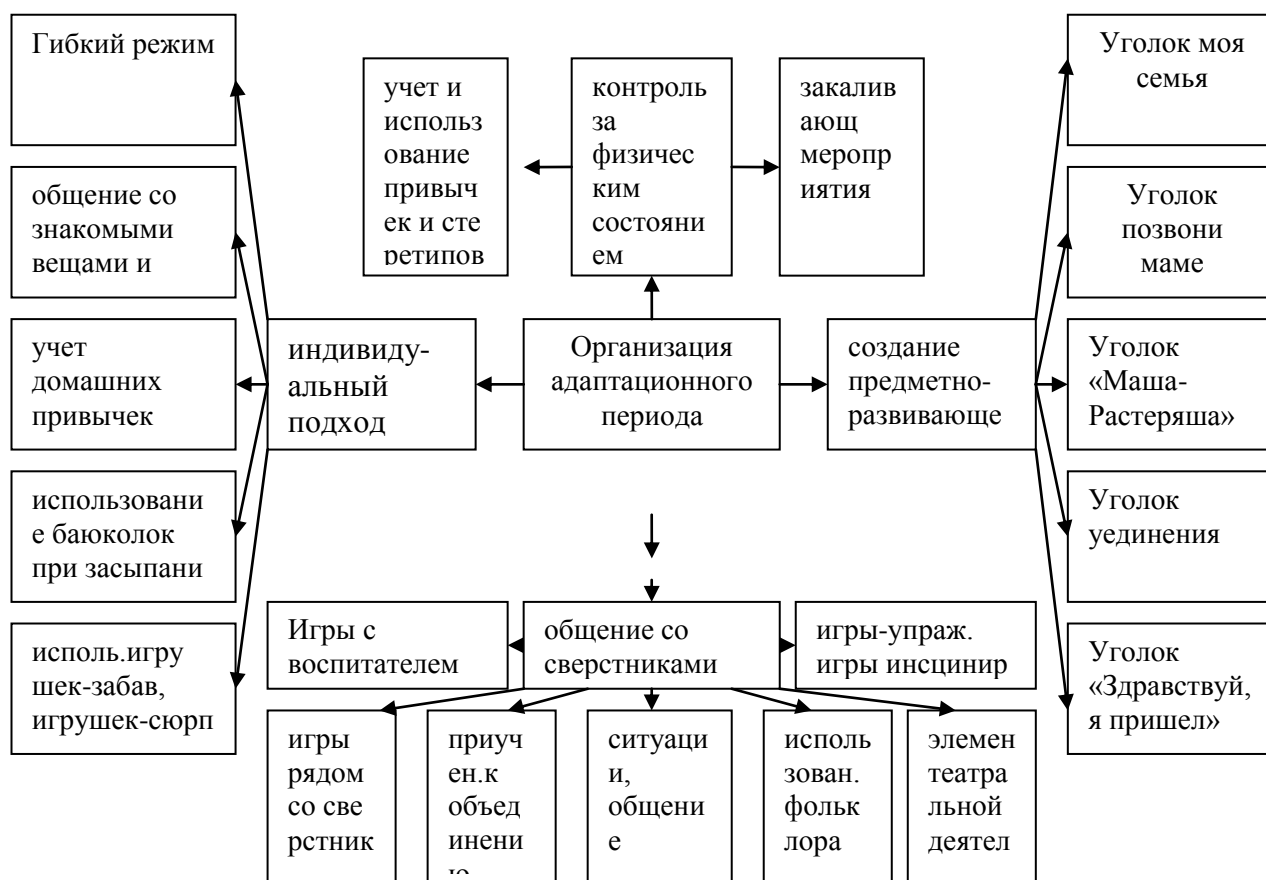 Гибкий режим
общение со
знакомыми
вещами и
учет
домашних
привычек
использовани
е баюколок
при засыпани
исполь.игру
шек-забав,
игрушек-сюрп
учет и
использ
ование
привыч
ек и сте
ретипов
контроль
за
физичес
ким
состояни
ем
закалив
ающ
меропр
иятия
индивиду-
альный
подход
Организация
адаптационного
периода
создание
предметно-
развивающе
Уголок моя
семья
Уголок
позвони
маме
Уголок
«Маша-
Растеряша»
Уголок
уединения
Уголок
«Здравствуй,
я пришел»
Игры с
воспитателем
общение со
сверстниками
игры-упраж.
игры инсцинир
игры
рядом
со све
рстник
приуч
ен.к
объед
инени
ю
ситуаци
и,
общени
е
исполь
зован.
фольк
лора
элемен
театра
льной
деятел